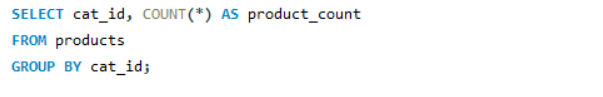 SELECT cat_id, COUNT(*) AS product_count
FROM products
GROUP BY cat_id;